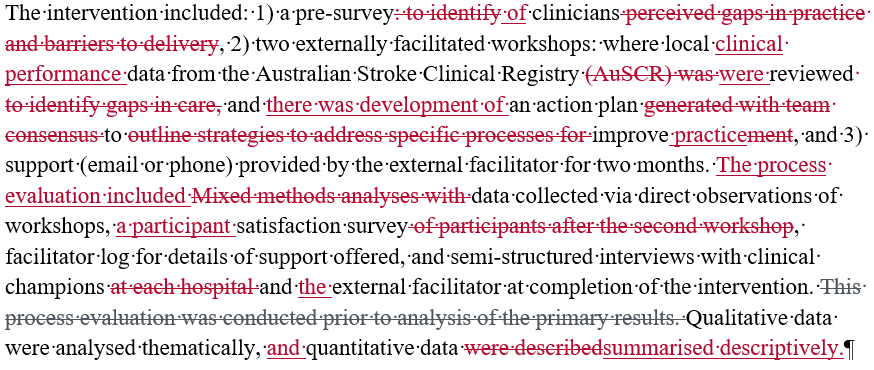 The intervention included: 1) a pre-survey: to identify of clinicians perceived gaps in practice
and barriers to delivery, 2) two externally facilitated workshops: where local clinical
performance data from the Australian Stroke Clinical Registry (AuSCR) was were reviewed
to identify gaps in care, and there was development of an action plan generated with team
consensus to outline strategies to address specific processes for improve practicement, and 3)
support (email or phone) provided by the external facilitator for two months. The process
evaluation included Mixed methods analyses with data collected via direct observations of
workshops, a participant satisfaction survey of participants after the second workshop,
facilitator log for details of support offered, and semi-structured interviews with clinical
champions at each hospital and the external facilitator at completion of the intervention. This
process evaluation was conducted prior to analysis of the primary results. Qualitative data
were analysed thematically, and quantitative data were describedsummarised descriptively.¶